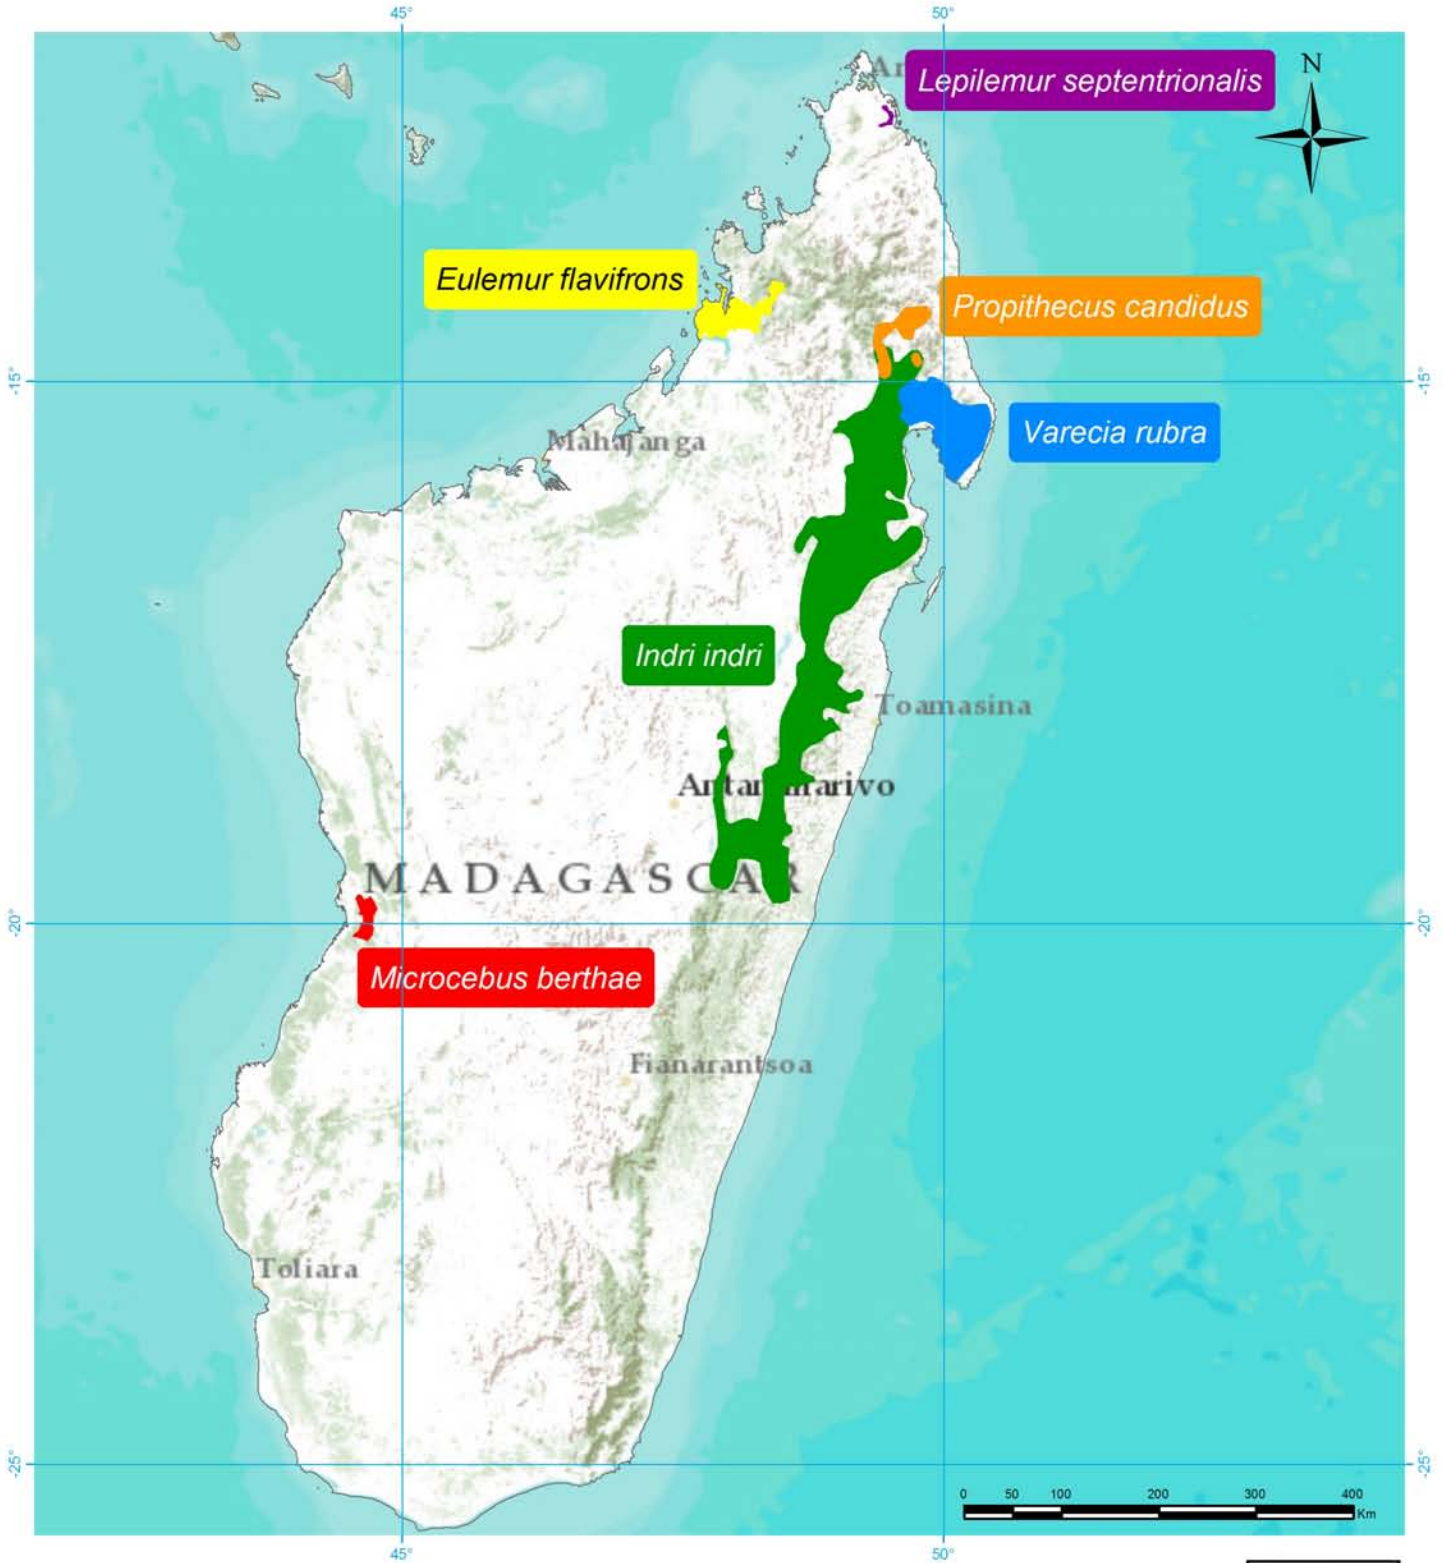 45° 50°
Ar
Lepilemur septentrionalis
N
Eulemur flavifrons
Propithecus candidus
-15° -15°
Varecia rubra
Mahajanga
Indri indri
Toamasina
MADAGASCAR
-20° -20°
Microcebus berthae
Fianarantsoa
Toliara
-25° -25°
0 50 100 200 300 400
Km
45° 50°